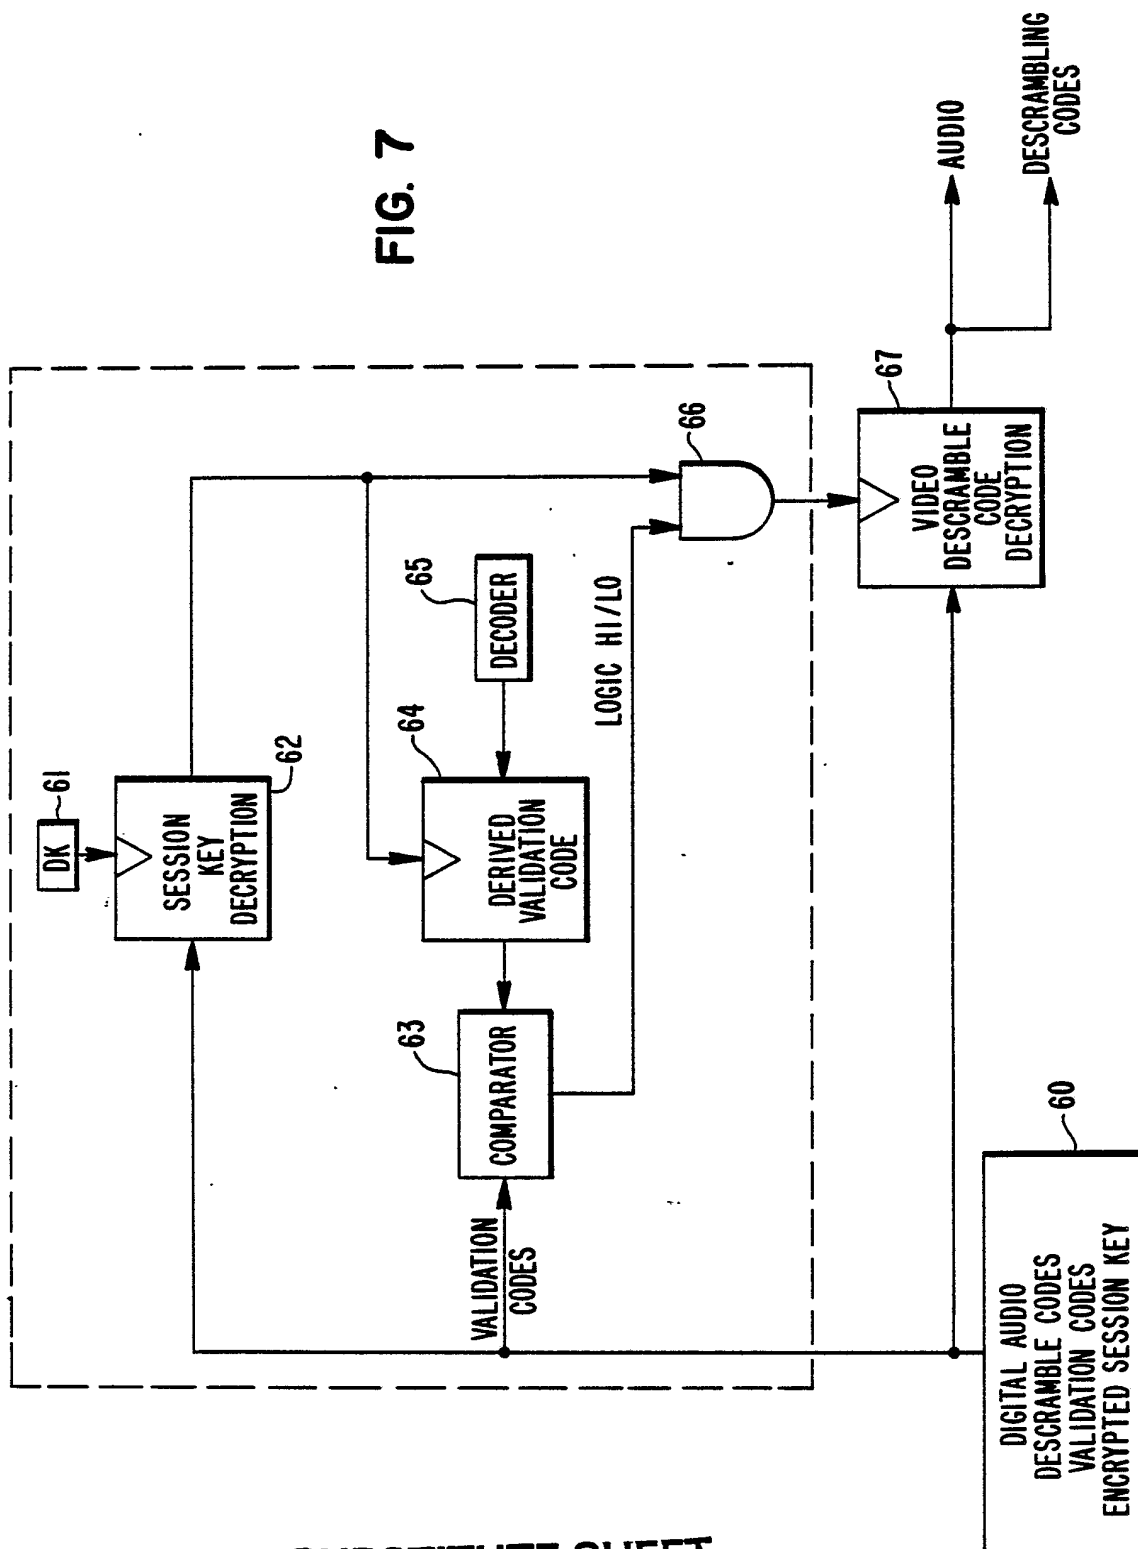 FIG. 7
DK
61
SESSION
KEY
DECRYPTION
62
VALIDATION
CODES
COMPARATOR
63
DERIVED
VALIDATION
CODE
64
DECODER
65
LOGIC HI/LO
66
VIDEO
DESCRAMBLE
CODE
DECRYPTION
67
AUDIO
DESCRAMBLING
CODES
DIGITAL AUDIO
DESCRAMBLE CODES
VALIDATION CODES
ENCRYPTED SESSION KEY
60
SUBSTITUTE SHEET